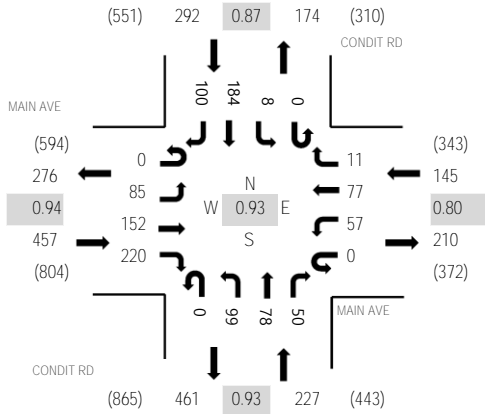 (551) 292 0.87 174 (310)
CONDIT RD
100 184 8 0
MAIN AVE
(594)
276
0.94
457
(804)
0
85
152
220
N
W 0.93 E
S
11
77
57
0
(343)
145
0.80
210
(372)
0 99 78 50
MAIN AVE
CONDIT RD
(865) 461 0.93 227 (443)